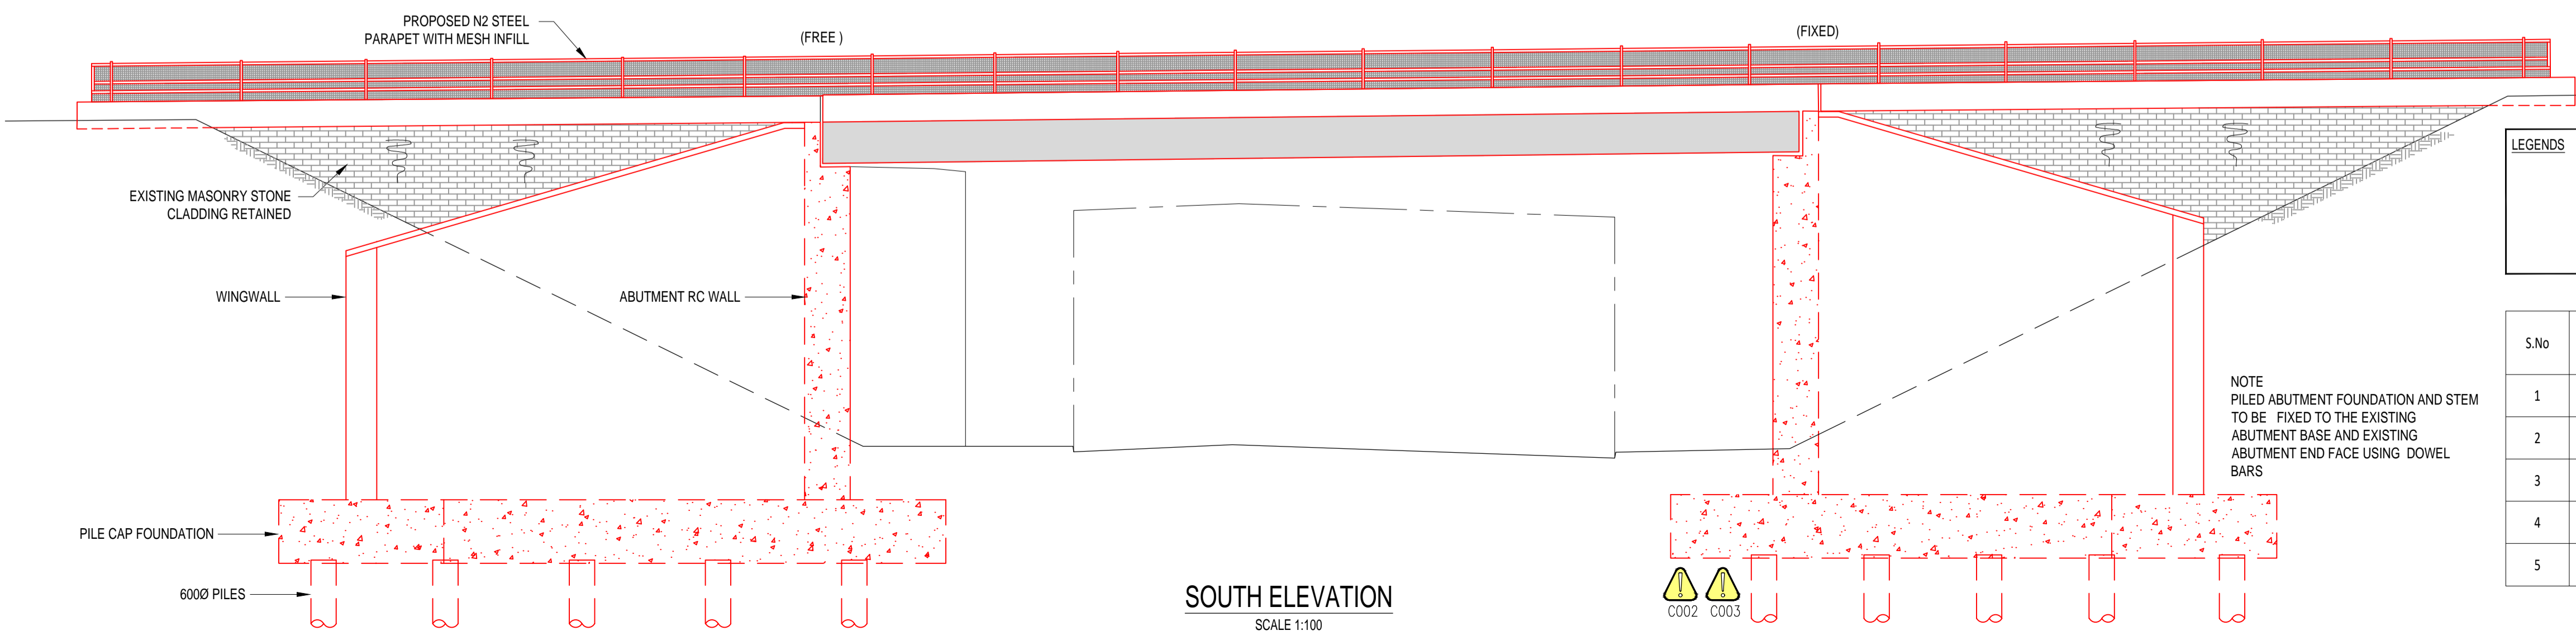 PROPOSED N2 STEEL
PARAPET WITH MESH INFILL
(FREE )
(FIXED)
EXISTING MASONRY STONE
CLADDING RETAINED
WINGWALL
ABUTMENT RC WALL
PILE CAP FOUNDATION
600Ø PILES
SOUTH ELEVATION
SCALE 1:100
C002 C003
NOTE
PILED ABUTMENT FOUNDATION AND STEM
TO BE FIXED TO THE EXISTING
ABUTMENT BASE AND EXISTING
ABUTMENT END FACE USING DOWEL
BARS
LEGENDS
S.No
1
2
3
4
5